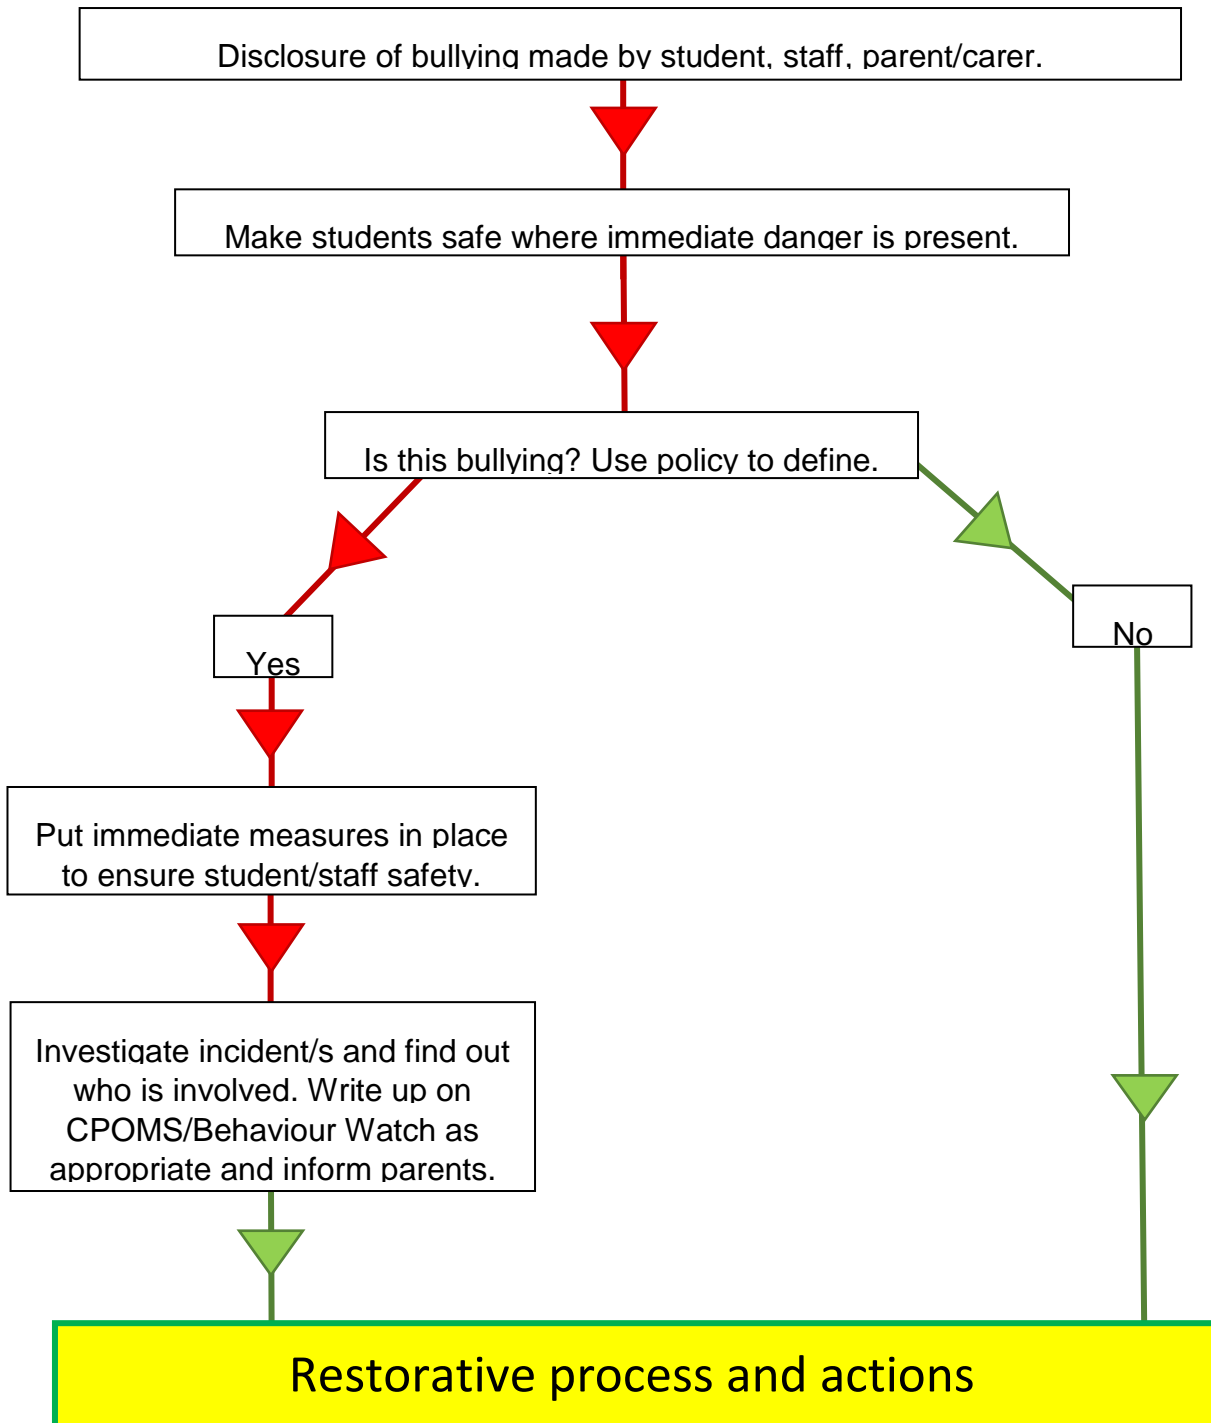 Disclosure of bullying made by student, staff, parent/carer.
Make students safe where immediate danger is present.
Is this bullying? Use policy to define.
Yes
No
Put immediate measures in place
to ensure student/staff safety.
Investigate incident/s and find out
who is involved. Write up on
CPOMS/Behaviour Watch as
appropriate and inform parents.
Restorative process and actions